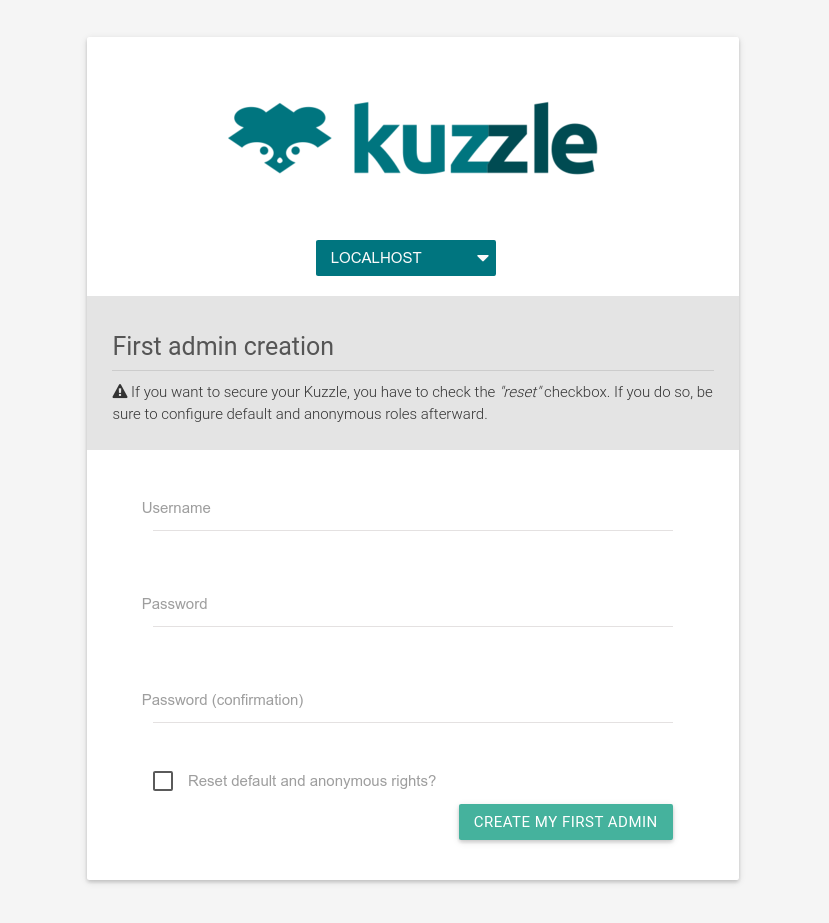 kuzzle
LOCALHOST
First admin creation
If you want to secure your Kuzzle, you have to check the "reset" checkbox. If you do so, be
sure to configure default and anonymous roles afterward.
Username
Password
Password (confirmation)
Reset default and anonymous rights?
CREATE MY FIRST ADMIN